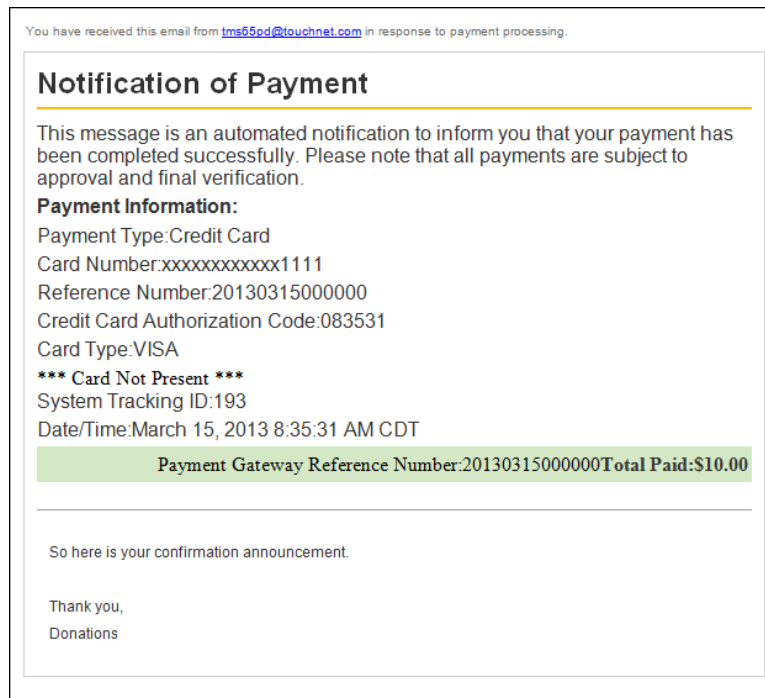 You have received this email from tms65pd@touchnet.com in response to payment processing.
Notification of Payment
This message is an automated notification to inform you that your payment has
been completed successfully. Please note that all payments are subject to
approval and final verification.
Payment Information:
Payment Type:Credit Card
Card Number:xxxxxxxxxxxx1111
Reference Number:20130315000000
Credit Card Authorization Code:083531
Card Type:VISA
*** Card Not Present ***
System Tracking ID:193
Date/Time:March 15, 2013 8:35:31 AM CDT
Payment Gateway Reference Number:20130315000000Total Paid:$10.00
So here is your confirmation announcement.
Thank you,
Donations